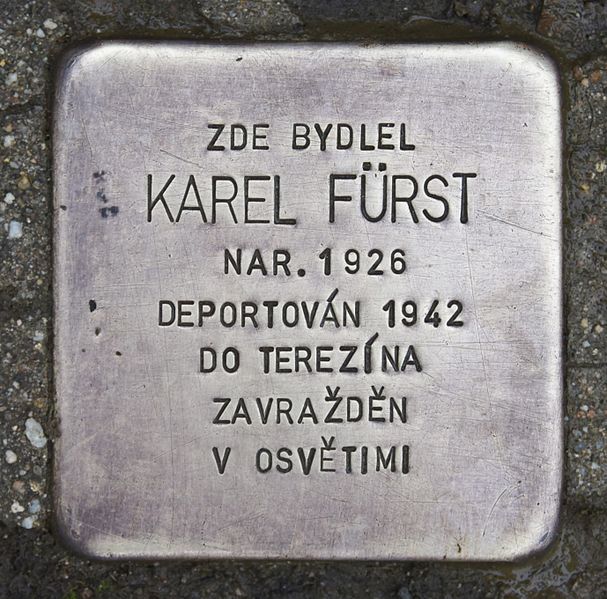 ZDE BYDLEL
KAREL FÜRST
NAR. 1926
DEPORTOVÁN 1942
DO TEREZÍNA
ZAVRAŽDĚN
V OSVĚTIMI